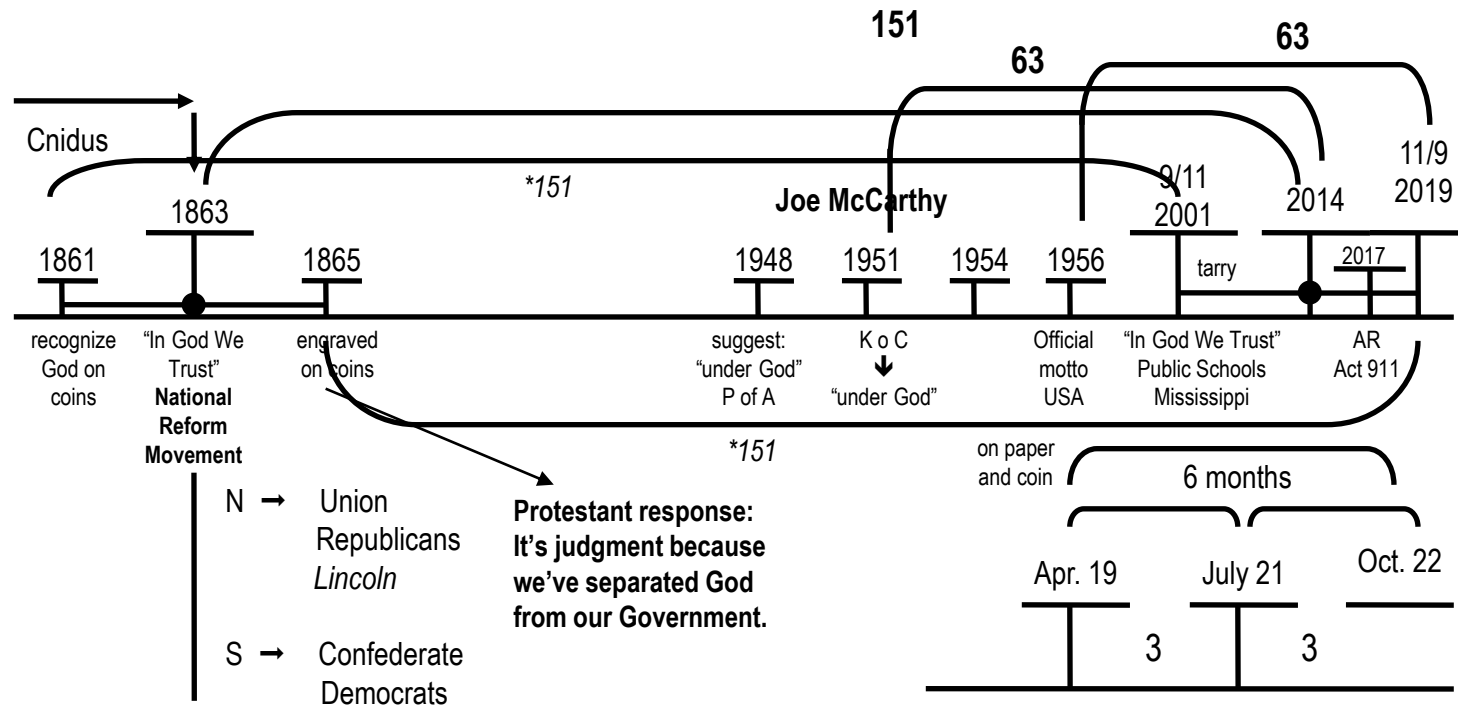 151
63
63
Cnidus
*151
Joe McCarthy
1861
1863
1865
1948
1951
1954
1956
9/11
2001
tarry
2014
2017
11/9
2019
recognize
God on
coins
“In God We
Trust”
National
Reform
Movement
engraved
on coins
suggest:
“under God”
P of A
K o C
🡫
“under God”
Official
motto
USA
“In God We Trust”
Public Schools
Mississippi
AR
Act 911
*151
on paper
and coin
N → Union
Republicans
Lincoln
S → Confederate
Democrats
Protestant response:
It’s judgment because
we’ve separated God
from our Government.
6 months
Apr. 19
July 21
Oct. 22
3
3